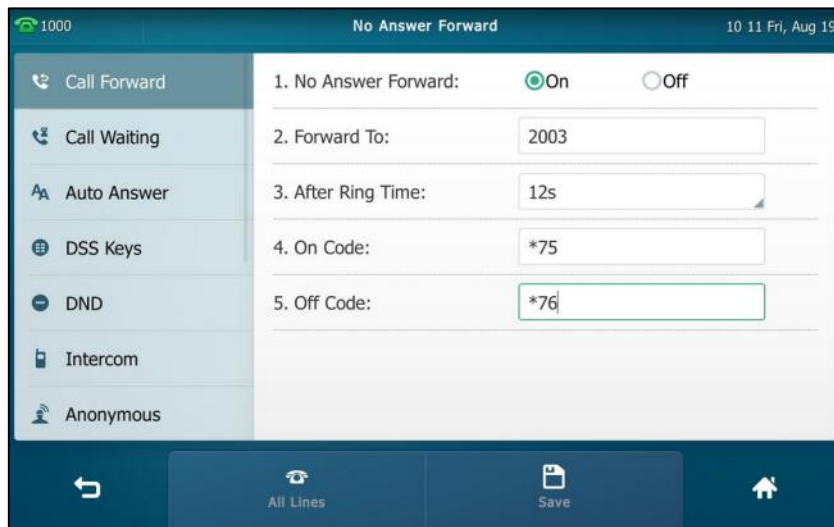 1000 No Answer Forward 10 11 Fri, Aug 19
Call Forward
Call Waiting
Auto Answer
DSS Keys
DND
Intercom
Anonymous
1. No Answer Forward: On Off
2. Forward To: 2003
3. After Ring Time: 12s
4. On Code: *75
5. Off Code: *76
All Lines Save